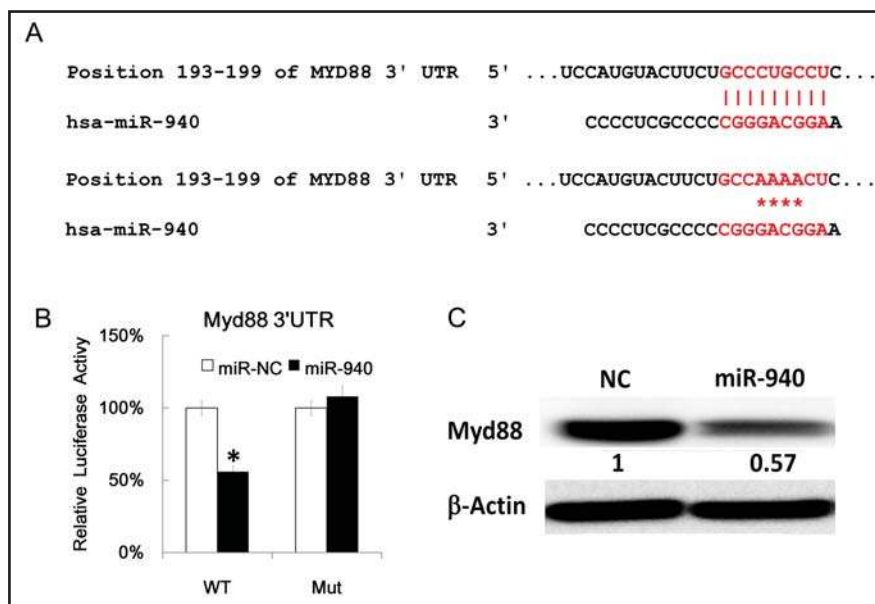 A
Position 193-199 of MYD88 3' UTR 5' ...UCCAUGUACUUCUGCCCUGCCUC...
hsa-miR-940 3' CCCCUCGCCCCCGGGACGGAA
Position 193-199 of MYD88 3' UTR 5' ...UCCAUGUACUUCUGCCAAAACUC...
****
hsa-miR-940 3' CCCCUCGCCCCCGGGACGGAA
B
Myd88 3'UTR
Relative Luciferase Activy
150%
100%
50%
0%
miR-NC miR-940
*
WT Mut
C
NC miR-940
Myd88
1 0.57
β-Actin